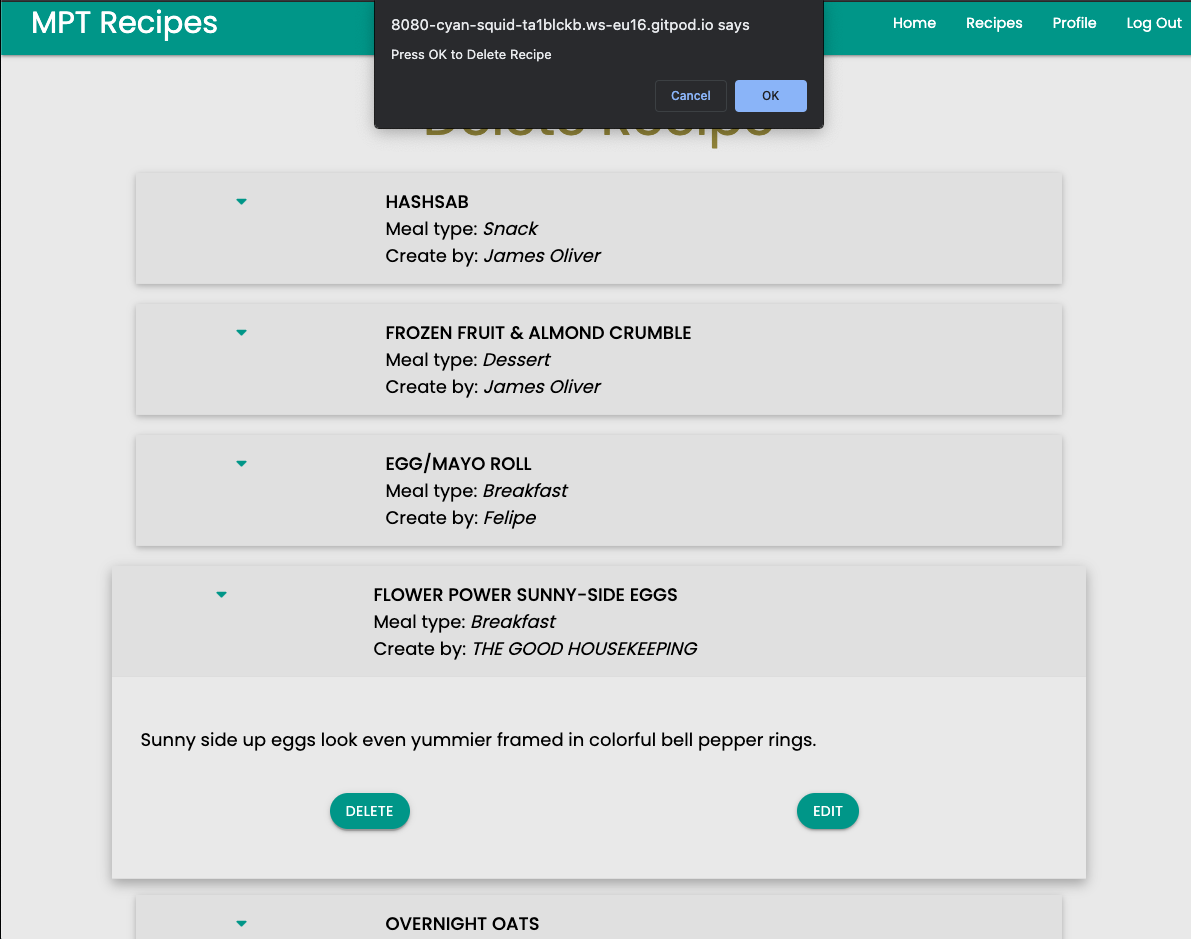 MPT Recipes
Home Recipes Profile Log Out
8080-cyan-squid-ta1blckb.ws-eu16.gitpod.io says
Press OK to Delete Recipe
Cancel OK
Delete Recipe
HASHSAB
Meal type: Snack
Create by: James Oliver
FROZEN FRUIT & ALMOND CRUMBLE
Meal type: Dessert
Create by: James Oliver
EGG/MAYO ROLL
Meal type: Breakfast
Create by: Felipe
FLOWER POWER SUNNY-SIDE EGGS
Meal type: Breakfast
Create by: THE GOOD HOUSEKEEPING
Sunny side up eggs look even yummier framed in colorful bell pepper rings.
DELETE EDIT
OVERNIGHT OATS